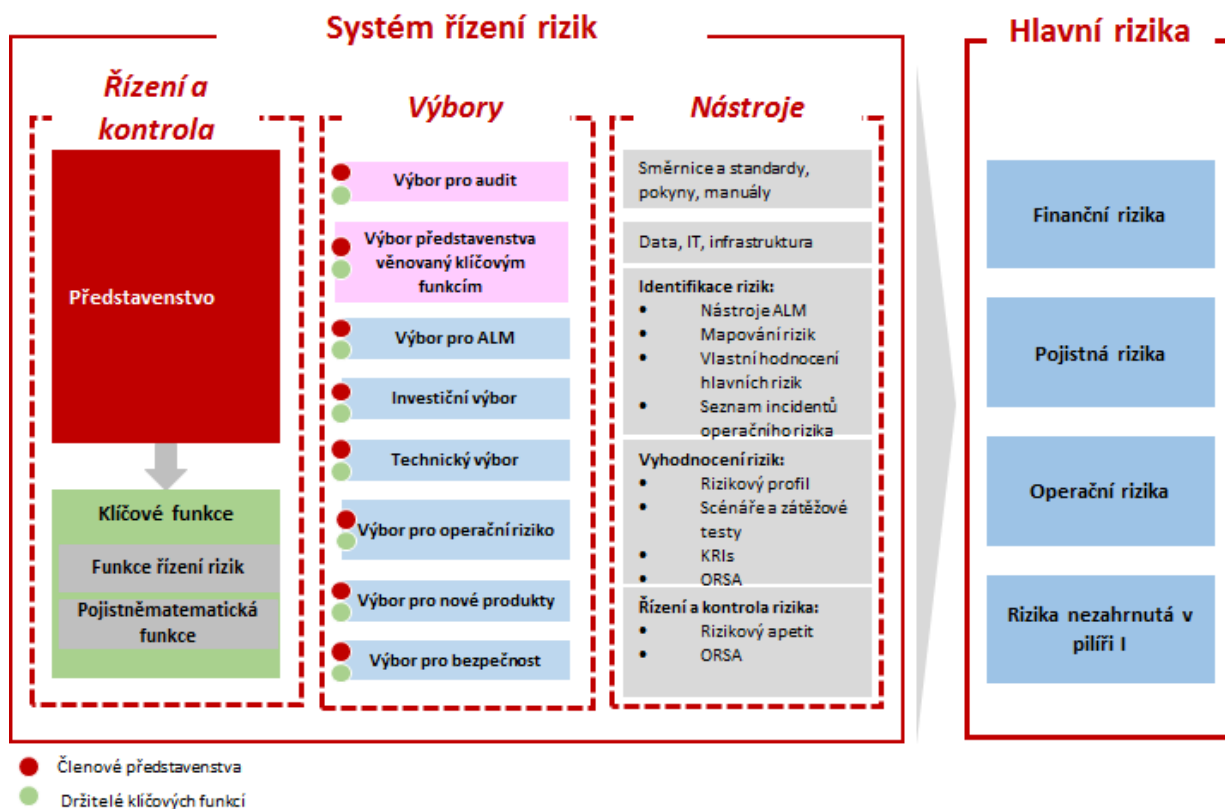 Systém řízení rizik
Hlavní rizika
Řízení a
kontrola
Představenstvo
Klíčové funkce
Funkce řízení rizik
Pojistněmatematická
funkce
Výbory
Výbor pro audit
Výbor představenstva
věnovaný klíčovým
funkcím
Výbor pro ALM
Investiční výbor
Technický výbor
Výbor pro operační riziko
Výbor pro nové produkty
Výbor pro bezpečnost
Nástroje
Směrnice a standardy,
pokyny, manuály
Data, IT, infrastruktura
Identifikace rizik:
• Nástroje ALM
• Mapování rizik
• Vlastní hodnocení
hlavních rizik
• Seznam incidentů
operačního rizika
Vyhodnocení rizik:
• Rizikový profil
• Scénáře a zátěžové
testy
• KRIs
• ORSA
Řízení a kontrola rizika:
• Rizikový apetit
• ORSA
Finanční rizika
Pojistná rizika
Operační rizika
Rizika nezahrnutá v
pilíři I
Členové představenstva
Držitelé klíčových funkcí